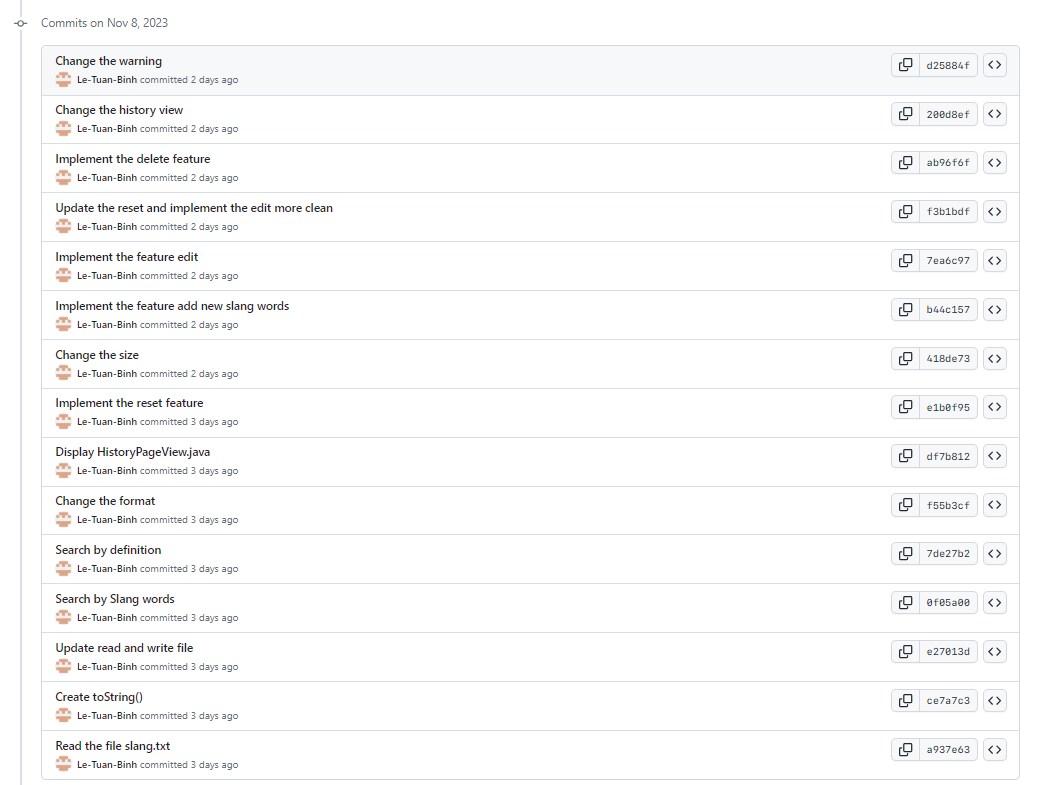 Commits on Nov 8, 2023
Change the warning
Le-Tuan-Binh committed 2 days ago
d25884f
Change the history view
Le-Tuan-Binh committed 2 days ago
200d8ef
Implement the delete feature
Le-Tuan-Binh committed 2 days ago
ab96f6f
Update the reset and implement the edit more clean
Le-Tuan-Binh committed 2 days ago
f3b1bdf
Implement the feature edit
Le-Tuan-Binh committed 2 days ago
7ea6c97
Implement the feature add new slang words
Le-Tuan-Binh committed 2 days ago
b44c157
Change the size
Le-Tuan-Binh committed 2 days ago
418de73
Implement the reset feature
Le-Tuan-Binh committed 3 days ago
e1b0f95
Display HistoryPageView.java
Le-Tuan-Binh committed 3 days ago
df7b812
Change the format
Le-Tuan-Binh committed 3 days ago
f55b3cf
Search by definition
Le-Tuan-Binh committed 3 days ago
7de27b2
Search by Slang words
Le-Tuan-Binh committed 3 days ago
0f05a00
Update read and write file
Le-Tuan-Binh committed 3 days ago
e27013d
Create toString()
Le-Tuan-Binh committed 3 days ago
ce7a7c3
Read the file slang.txt
Le-Tuan-Binh committed 3 days ago
a937e63